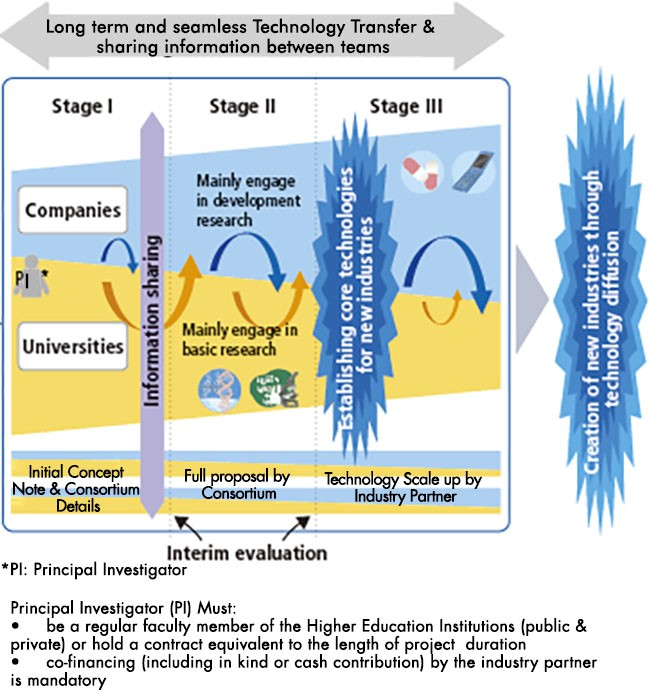 Long term and seamless Technology Transfer &
sharing information between teams
Stage I
Stage II
Stage III
Companies
Mainly engage
in development
research
PI *
Information sharing
Universities
Mainly engage in
basic research
Establishing core technologies
for new industries
Creation of new industries through
technology diffusion
Initial Concept
Note & Consortium
Details
Full proposal by
Consortium
Technology Scale up by
Industry Partner
Interim evaluation
*PI: Principal Investigator
Principal Investigator (PI) Must:
• be a regular faculty member of the Higher Education Institutions (public &
private) or hold a contract equivalent to the length of project duration
• co-financing (including in kind or cash contribution) by the industry partner
is mandatory